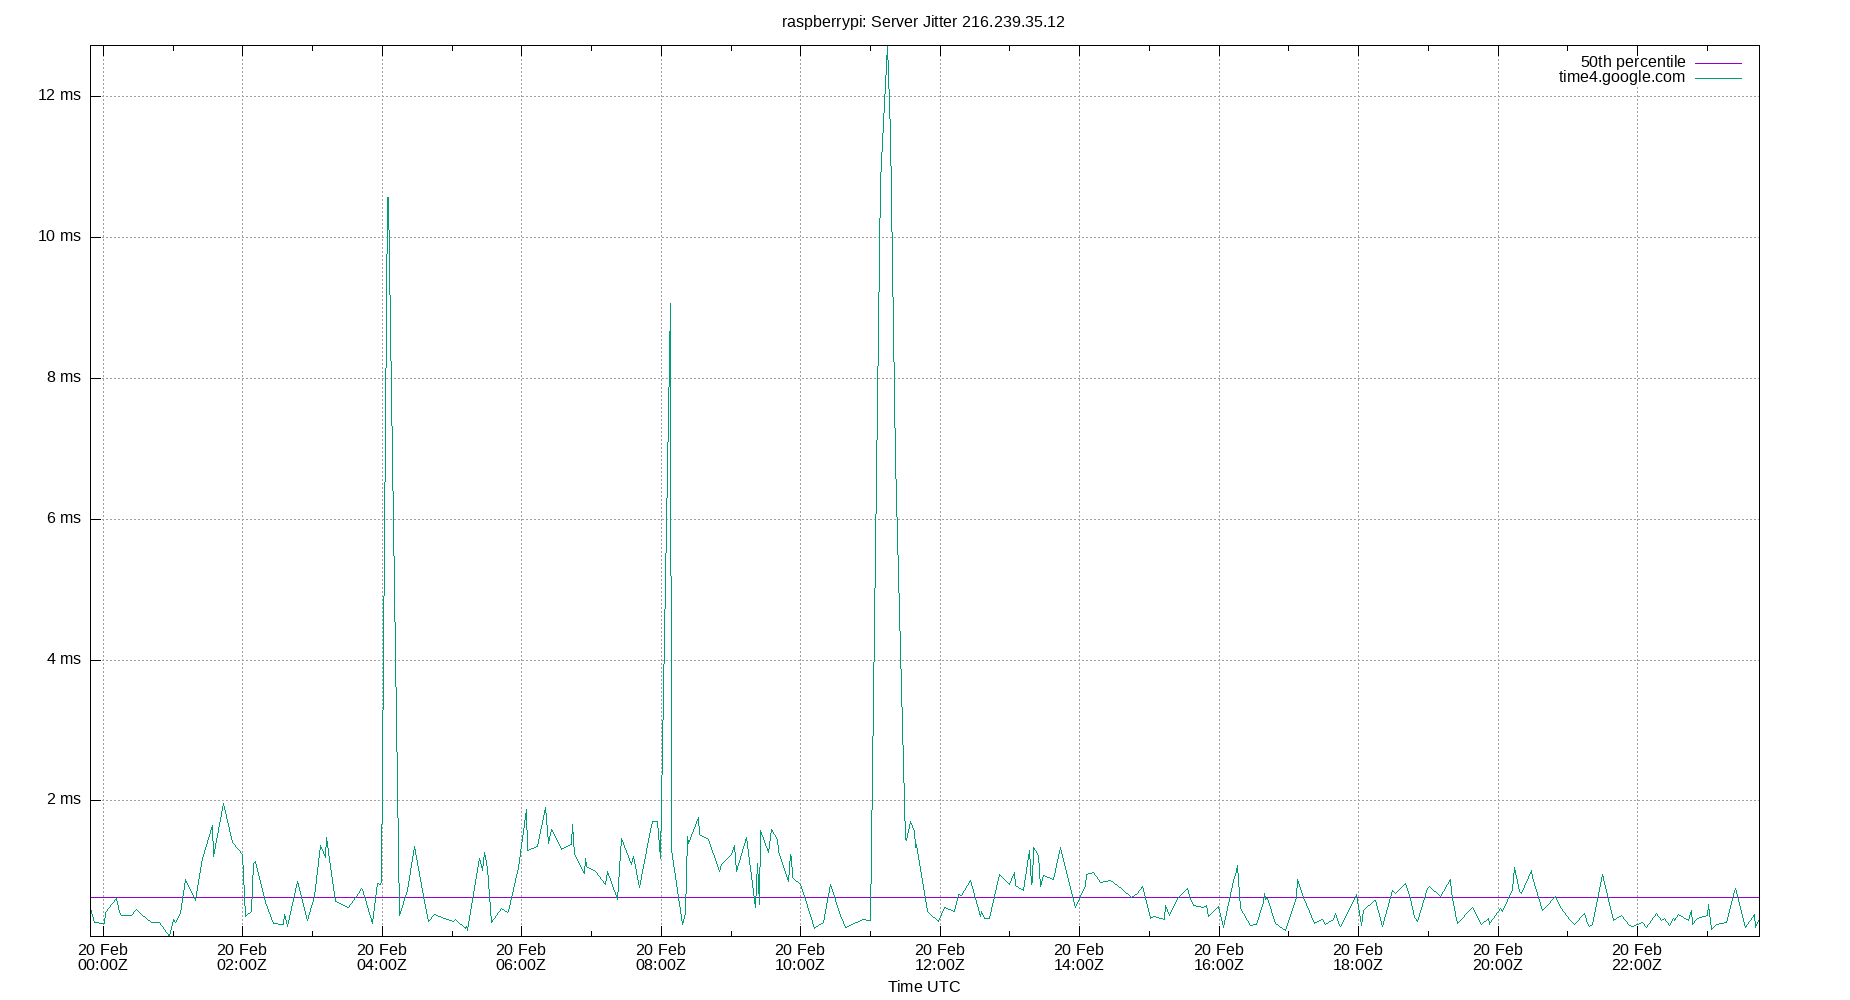 raspberrypi: Server Jitter 216.239.35.12
50th percentile
time4.google.com
12 ms
10 ms
8 ms
6 ms
4 ms
2 ms
20 Feb 20 Feb 20 Feb 20 Feb 20 Feb 20 Feb 20 Feb 20 Feb 20 Feb 20 Feb 20 Feb 20 Feb
00:00Z 02:00Z 04:00Z 06:00Z 08:00Z 10:00Z 12:00Z 14:00Z 16:00Z 18:00Z 20:00Z 22:00Z
Time UTC